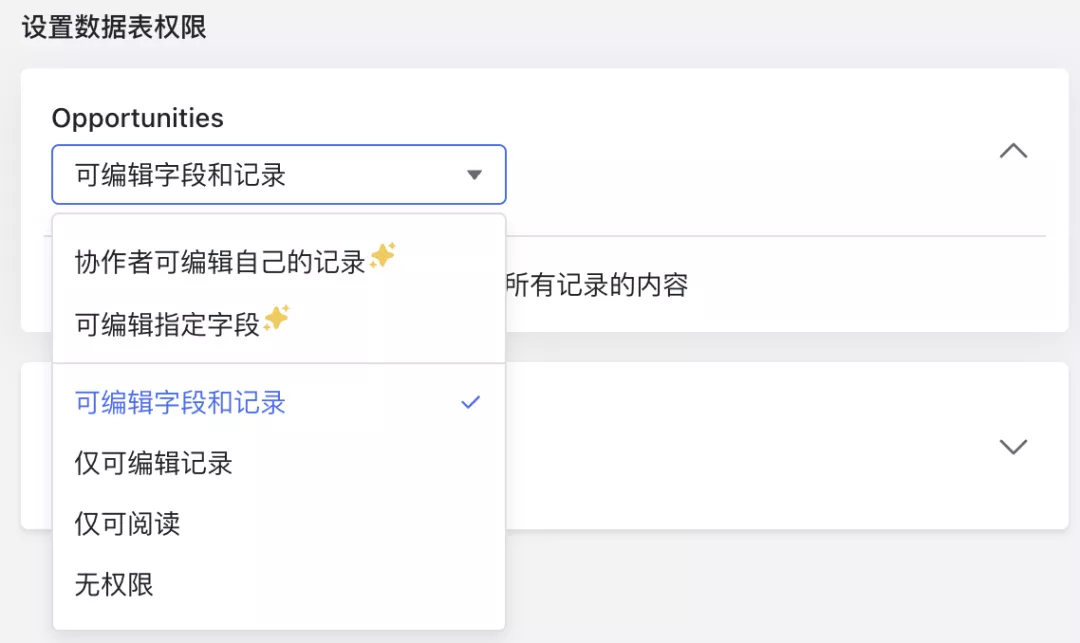 设置数据表权限
Opportunities
可编辑字段和记录
协作者可编辑自己的记录
所有记录的内容
可编辑指定字段
可编辑字段和记录
仅可编辑记录
仅可阅读
无权限